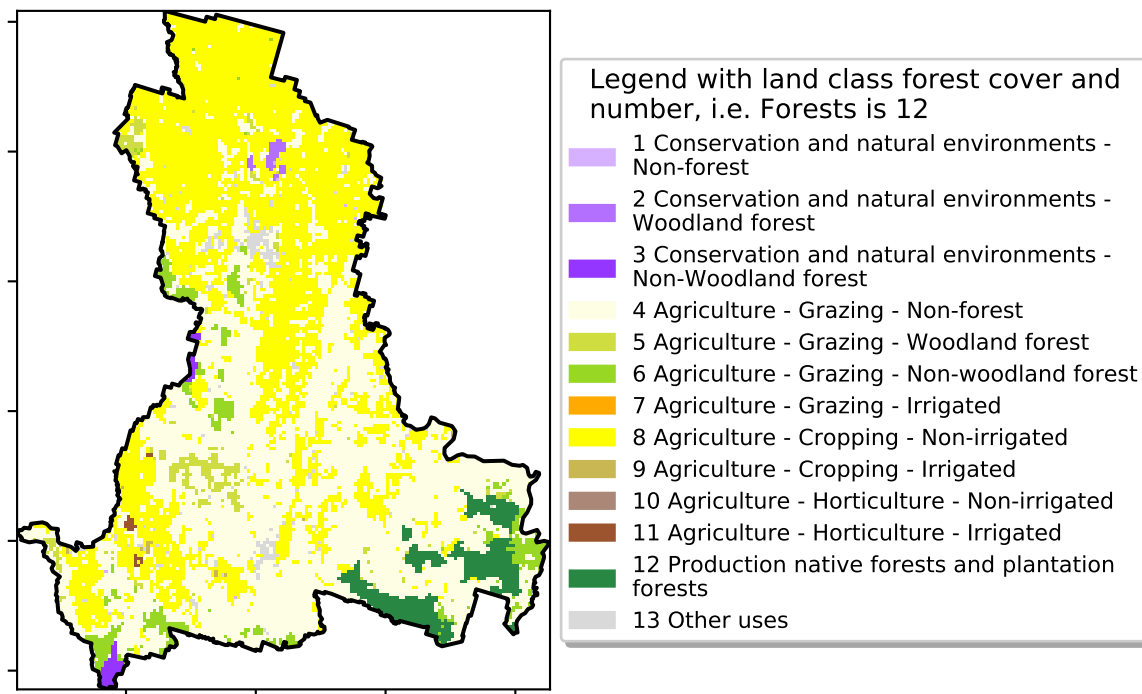 Legend with land class forest cover and
number, i.e. Forests is 12
1 Conservation and natural environments -
Non-forest
2 Conservation and natural environments -
Woodland forest
3 Conservation and natural environments -
Non-Woodland forest
4 Agriculture - Grazing - Non-forest
5 Agriculture - Grazing - Woodland forest
6 Agriculture - Grazing - Non-woodland forest
7 Agriculture - Grazing - Irrigated
8 Agriculture - Cropping - Non-irrigated
9 Agriculture - Cropping - Irrigated
10 Agriculture - Horticulture - Non-irrigated
11 Agriculture - Horticulture - Irrigated
12 Production native forests and plantation
forests
13 Other uses